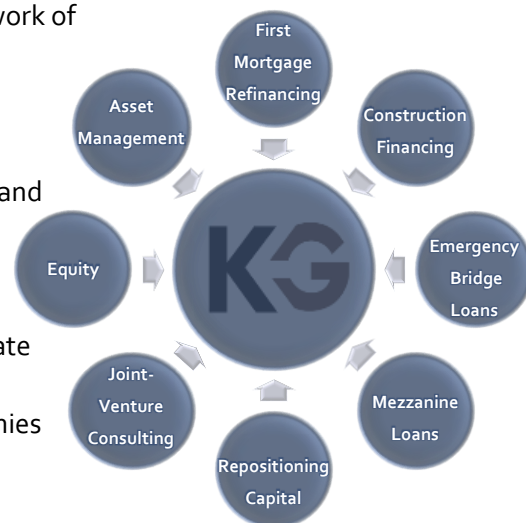 work of
and
ate
nies
First
Mortgage
Refinancing
Construction
Financing
Emergency
Bridge
Loans
Mezzanine
Loans
Repositioning
Capital
Joint-
Venture
Consulting
Equity
Asset
Management
KG